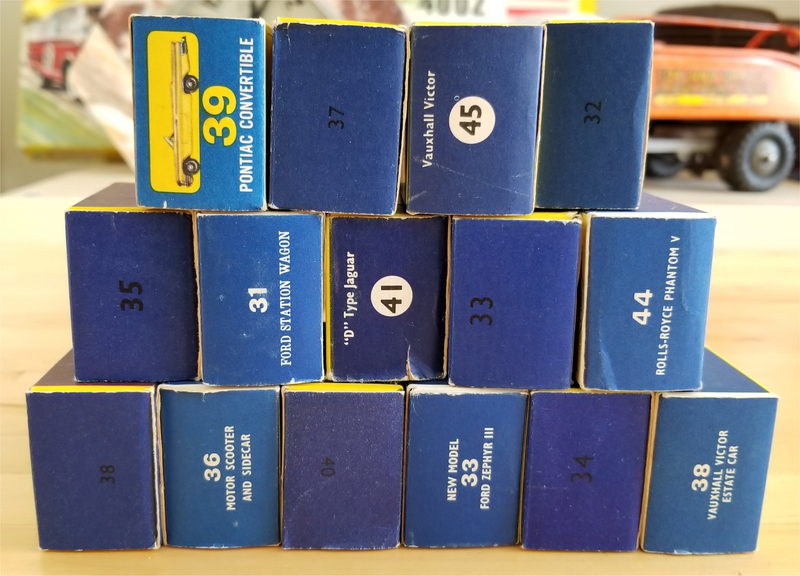 4002
39
PONTIAC CONVERTIBLE
37
Vauxhall Victor
45
32
35
31
FORD STATION WAGON
"D" Type Jaguar
41
33
44
ROLLS-ROYCE PHANTOM V
38
36
MOTOR SCOOTER
AND SIDECAR
40
NEW MODEL
33
FORD ZEPHYR III
34
38
VAUXHALL VICTOR
ESTATE CAR